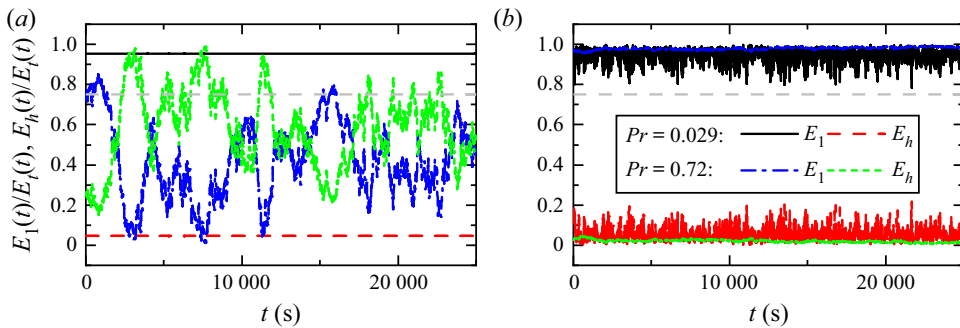 (a)
(b)
E₁(t)/Eₜ(t), Eₕ(t)/Eₜ(t)
1.0
0.8
0.6
0.4
0.2
0
0 10 000 20 000
t (s)
1.0
0.8
0.6
0.4
0.2
0
Pr = 0.029: E₁ Eₕ
Pr = 0.72: E₁ Eₕ
0 10 000 20 000
t (s)